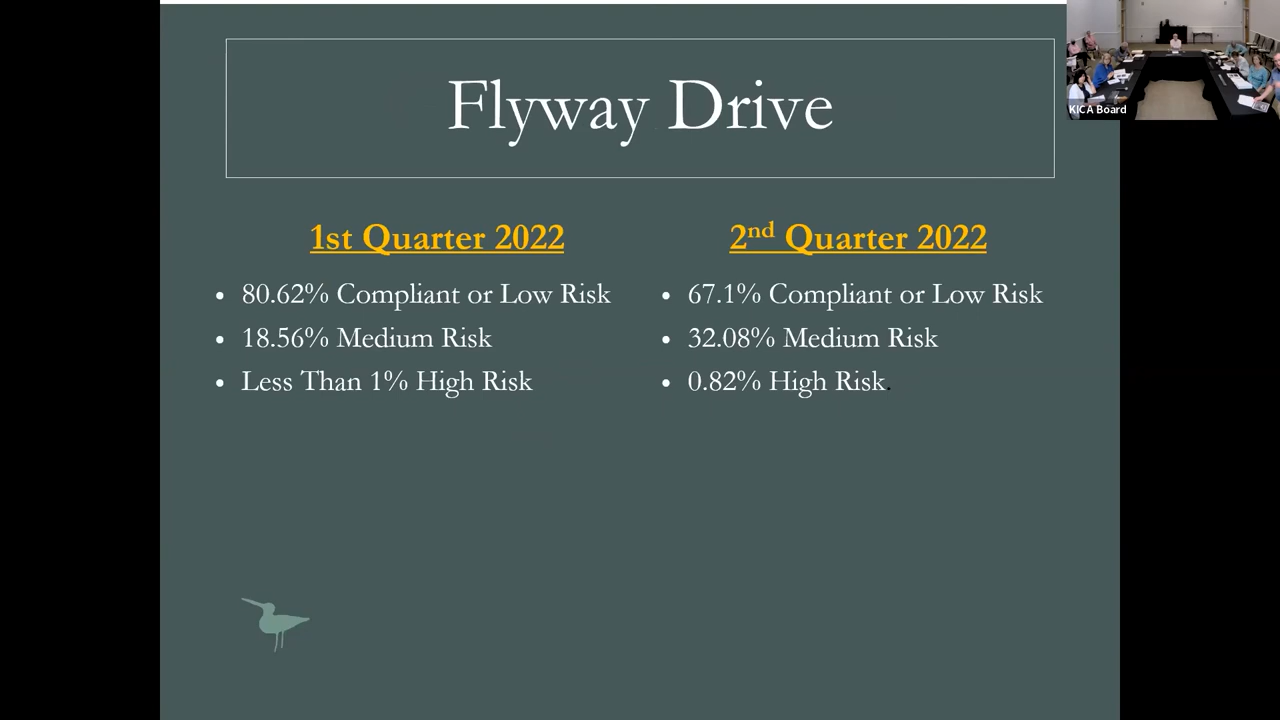 Flyway Drive
KICA Board
1st Quarter 2022
• 80.62% Compliant or Low Risk
• 18.56% Medium Risk
• Less Than 1% High Risk
2nd Quarter 2022
• 67.1% Compliant or Low Risk
• 32.08% Medium Risk
• 0.82% High Risk.